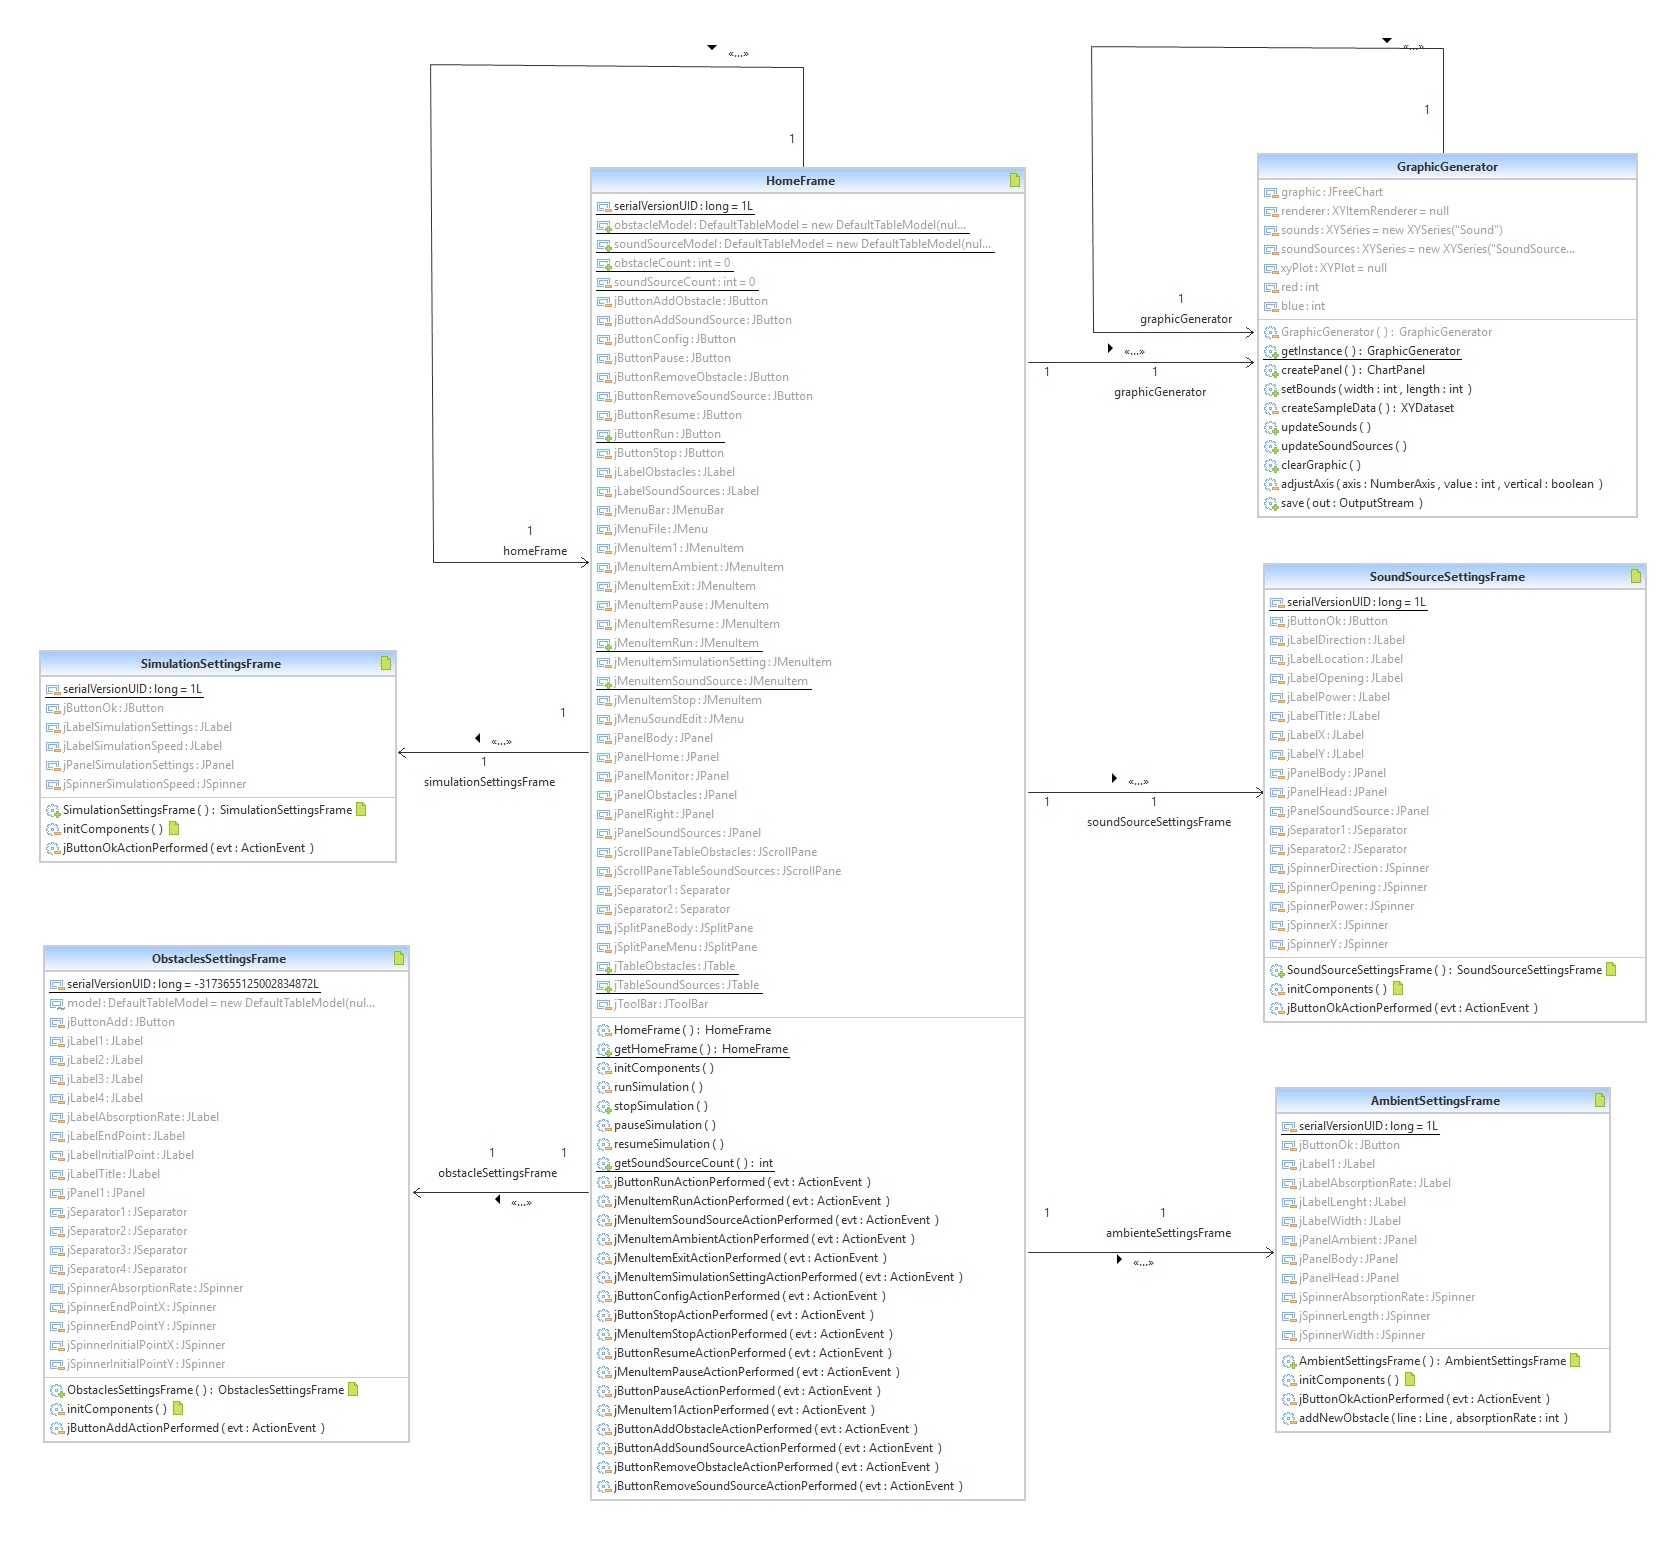 «...»
1
1
homeFrame
HomeFrame
serialVersionUID : long = 1L
obstacleModel : DefaultTableModel = new DefaultTableModel(nul...
soundSourceModel : DefaultTableModel = new DefaultTableModel(nul...
obstacleCount : int = 0
soundSourceCount : int = 0
jButtonAddObstacle : JButton
jButtonAddSoundSource : JButton
jButtonConfig : JButton
jButtonPause : JButton
jButtonRemoveObstacle : JButton
jButtonRemoveSoundSource : JButton
jButtonResume : JButton
jButtonRun : JButton
jButtonStop : JButton
jLabelObstacles : JLabel
jLabelSoundSources : JLabel
jMenuBar : JMenuBar
jMenuFile : JMenu
jMenuItem1 : JMenuItem
jMenuItemAmbient : JMenuItem
jMenuItemExit : JMenuItem
jMenuItemPause : JMenuItem
jMenuItemResume : JMenuItem
jMenuItemRun : JMenuItem
jMenuItemSimulationSetting : JMenuItem
jMenuItemSoundSource : JMenuItem
jMenuItemStop : JMenuItem
jMenuSoundEdit : JMenu
jPanelBody : JPanel
jPanelHome : JPanel
jPanelMonitor : JPanel
jPanelObstacles : JPanel
jPanelRight : JPanel
jPanelSoundSources : JPanel
jScrollPaneTableObstacles : JScrollPane
jScrollPaneTableSoundSources : JScrollPane
jSeparator1 : Separator
jSeparator2 : Separator
jSplitPaneBody : JSplitPane
jSplitPaneMenu : JSplitPane
jTableObstacles : JTable
jTableSoundSources : JTable
jToolBar : JToolBar
HomeFrame ( ) : HomeFrame
getHomeFrame ( ) : HomeFrame
initComponents ( )
runSimulation ( )
stopSimulation ( )
pauseSimulation ( )
resumeSimulation ( )
getSoundSourceCount ( ) : int
jButtonRunActionPerformed ( evt : ActionEvent )
jMenuItemRunActionPerformed ( evt : ActionEvent )
jMenuItemSoundSourceActionPerformed ( evt : ActionEvent )
jMenuItemAmbientActionPerformed ( evt : ActionEvent )
jMenuItemExitActionPerformed ( evt : ActionEvent )
jMenuItemSimulationSettingActionPerformed ( evt : ActionEvent )
jButtonConfigActionPerformed ( evt : ActionEvent )
jButtonStopActionPerformed ( evt : ActionEvent )
jMenuItemStopActionPerformed ( evt : ActionEvent )
jButtonResumeActionPerformed ( evt : ActionEvent )
jMenuItemPauseActionPerformed ( evt : ActionEvent )
jButtonPauseActionPerformed ( evt : ActionEvent )
jMenuItem1ActionPerformed ( evt : ActionEvent )
jButtonAddObstacleActionPerformed ( evt : ActionEvent )
jButtonAddSoundSourceActionPerformed ( evt : ActionEvent )
jButtonRemoveObstacleActionPerformed ( evt : ActionEvent )
jButtonRemoveSoundSourceActionPerformed ( evt : ActionEvent )
«...»
1
1
graphicGenerator
«...»
1 1
graphicGenerator
GraphicGenerator
graphic : JFreeChart
renderer : XYItemRenderer = null
sounds : XYSeries = new XYSeries("Sound")
soundSources : XYSeries = new XYSeries("SoundSource...
xyPlot : XYPlot = null
red : int
blue : int
GraphicGenerator ( ) : GraphicGenerator
getInstance ( ) : GraphicGenerator
createPanel ( ) : ChartPanel
setBounds ( width : int , length : int )
createSampleData ( ) : XYDataset
updateSounds ( )
updateSoundSources ( )
clearGraphic ( )
adjustAxis ( axis : NumberAxis , value : int , vertical : boolean )
save ( out : OutputStream )
SimulationSettingsFrame
serialVersionUID : long = 1L
jButtonOk : JButton
jLabelSimulationSettings : JLabel
jLabelSimulationSpeed : JLabel
jPanelSimulationSettings : JPanel
jSpinnerSimulationSpeed : JSpinner
SimulationSettingsFrame ( ) : SimulationSettingsFrame
initComponents ( )
jButtonOkActionPerformed ( evt : ActionEvent )
1
«...»
1
simulationSettingsFrame
«...»
1 1
soundSourceSettingsFrame
SoundSourceSettingsFrame
serialVersionUID : long = 1L
jButtonOk : JButton
jLabelDirection : JLabel
jLabelLocation : JLabel
jLabelOpening : JLabel
jLabelPower : JLabel
jLabelTitle : JLabel
jLabelX : JLabel
jLabelY : JLabel
jPanelBody : JPanel
jPanelHead : JPanel
jPanelSoundSource : JPanel
jSeparator1 : JSeparator
jSeparator2 : JSeparator
jSpinnerDirection : JSpinner
jSpinnerOpening : JSpinner
jSpinnerPower : JSpinner
jSpinnerX : JSpinner
jSpinnerY : JSpinner
SoundSourceSettingsFrame ( ) : SoundSourceSettingsFrame
initComponents ( )
jButtonOkActionPerformed ( evt : ActionEvent )
ObstaclesSettingsFrame
serialVersionUID : long = -3173655125002834872L
model : DefaultTableModel = new DefaultTableModel(nul...
jButtonAdd : JButton
jLabel1 : JLabel
jLabel2 : JLabel
jLabel3 : JLabel
jLabel4 : JLabel
jLabelAbsorptionRate : JLabel
jLabelEndPoint : JLabel
jLabelInitialPoint : JLabel
jLabelTitle : JLabel
jPanel1 : JPanel
jSeparator1 : JSeparator
jSeparator2 : JSeparator
jSeparator3 : JSeparator
jSeparator4 : JSeparator
jSpinnerAbsorptionRate : JSpinner
jSpinnerEndPointX : JSpinner
jSpinnerEndPointY : JSpinner
jSpinnerInitialPointX : JSpinner
jSpinnerInitialPointY : JSpinner
ObstaclesSettingsFrame ( ) : ObstaclesSettingsFrame
initComponents ( )
jButtonAddActionPerformed ( evt : ActionEvent )
1 1
obstacleSettingsFrame
«...»
1 1
ambienteSettingsFrame
«...»
AmbientSettingsFrame
serialVersionUID : long = 1L
jButtonOk : JButton
jLabel1 : JLabel
jLabelAbsorptionRate : JLabel
jLabelLenght : JLabel
jLabelWidth : JLabel
jPanelAmbient : JPanel
jPanelBody : JPanel
jPanelHead : JPanel
jSpinnerAbsorptionRate : JSpinner
jSpinnerLength : JSpinner
jSpinnerWidth : JSpinner
AmbientSettingsFrame ( ) : AmbientSettingsFrame
initComponents ( )
jButtonOkActionPerformed ( evt : ActionEvent )
addNewObstacle ( line : Line , absorptionRate : int )